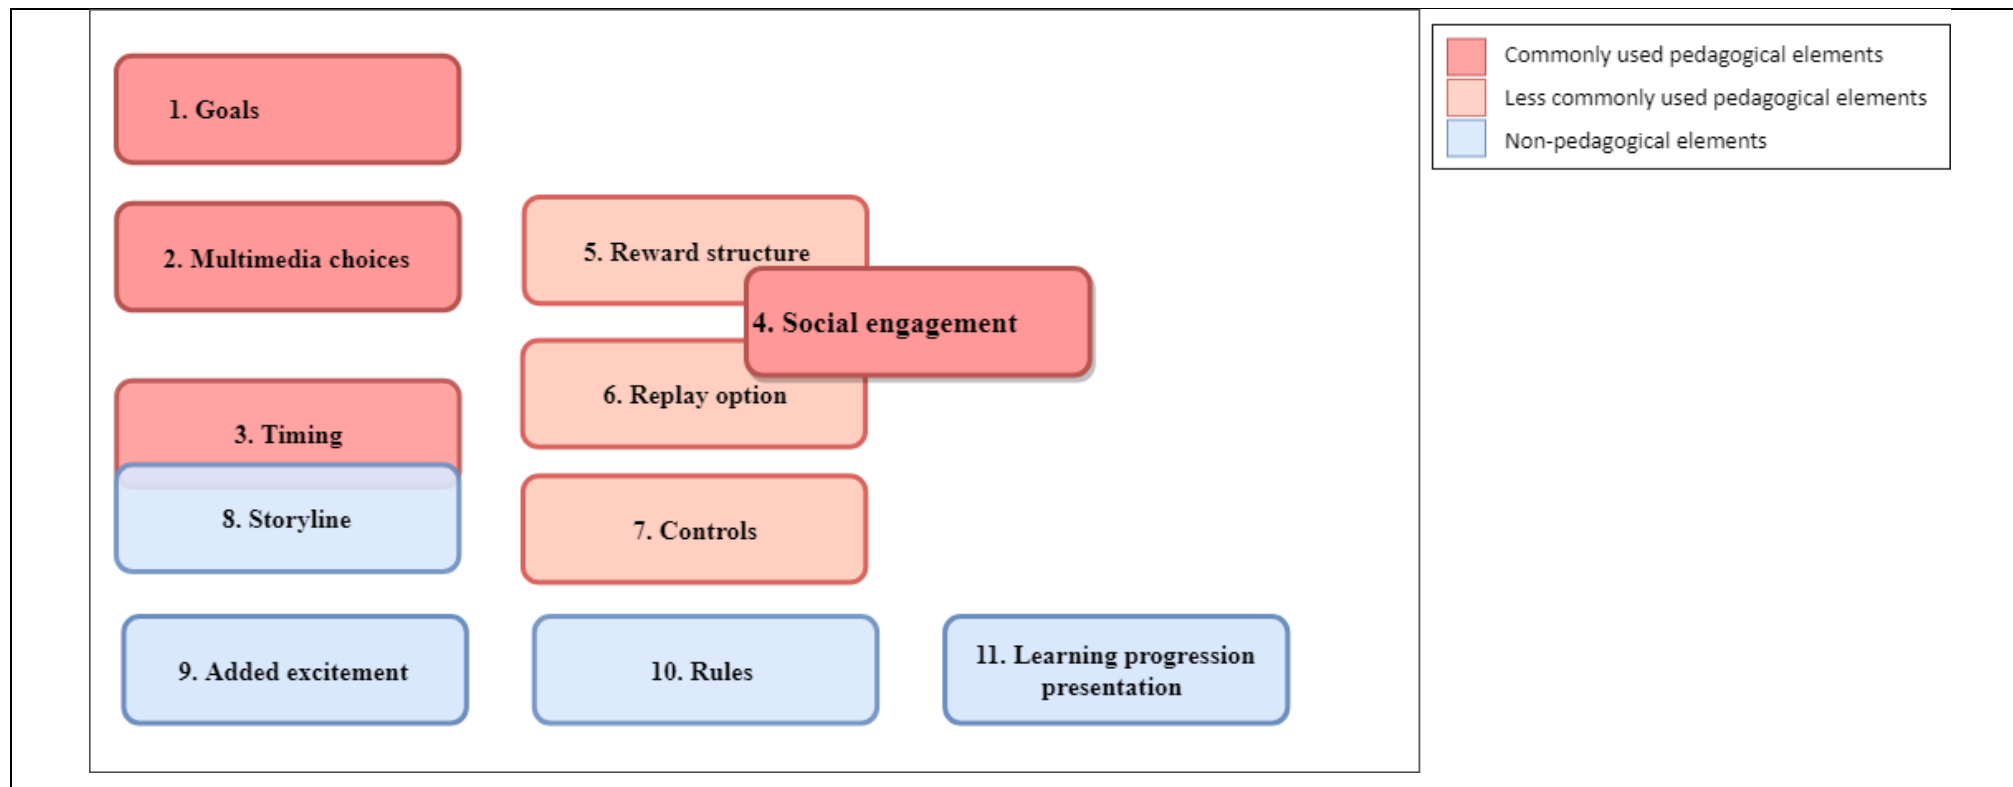 1. Goals
2. Multimedia choices
3. Timing
4. Social engagement
5. Reward structure
6. Replay option
7. Controls
8. Storyline
9. Added excitement
10. Rules
11. Learning progression
presentation
Commonly used pedagogical elements
Less commonly used pedagogical elements
Non-pedagogical elements